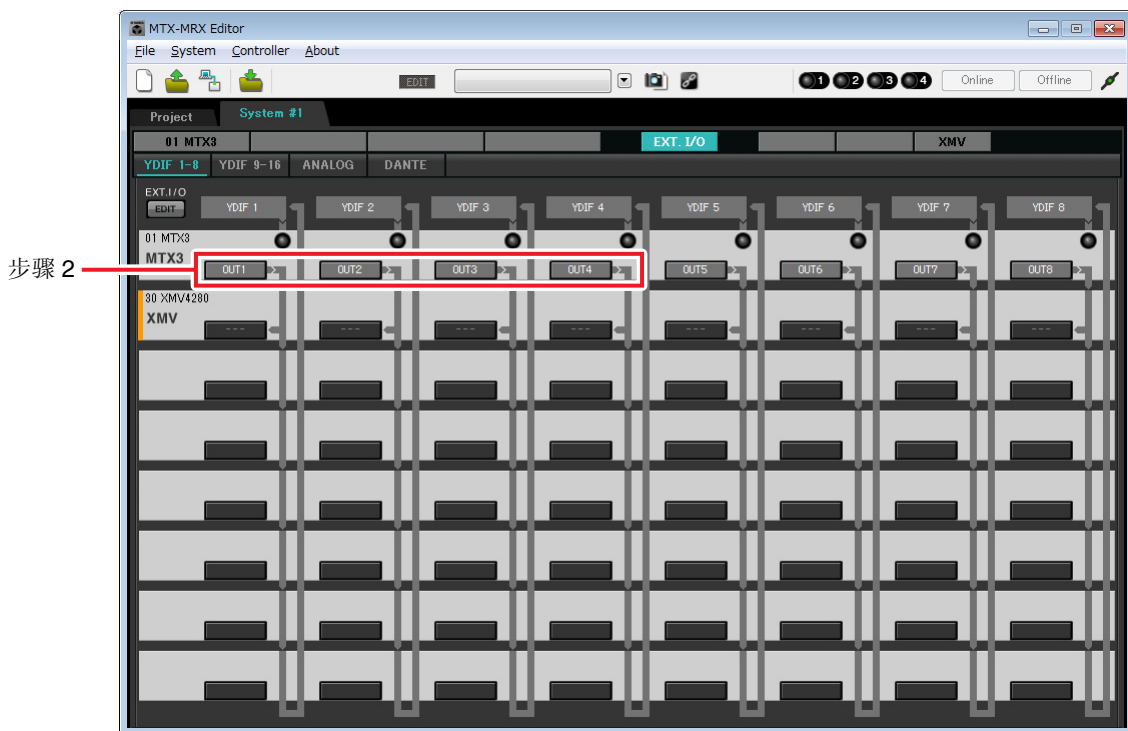 MTX-MRX Editor
File System Controller About
EDIT 1 2 3 4 Online Offline
Project System #1
01 MTX3 EXT. I/O XMV
YDIF 1-8 YDIF 9-16 ANALOG DANTE
EXT.I/O
EDIT YDIF 1 YDIF 2 YDIF 3 YDIF 4 YDIF 5 YDIF 6 YDIF 7 YDIF 8
01 MTX3
MTX3
步骤 2
OUT1 OUT2 OUT3 OUT4 OUT5 OUT6 OUT7 OUT8
30 XMV4280
XMV
--- --- --- --- --- --- --- ---